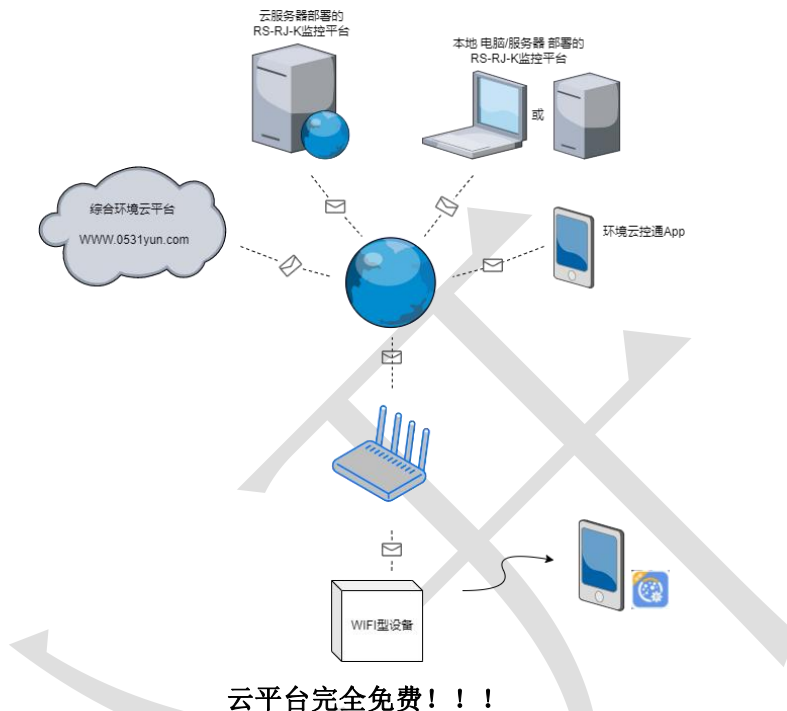 云服务器部署的
RS-RJ-K监控平台
本地 电脑/服务器 部署的
RS-RJ-K监控平台
或
综合环境云平台
WWW.0531yun.com
环境云控通App
WIFI型设备
云平台完全免费！！！